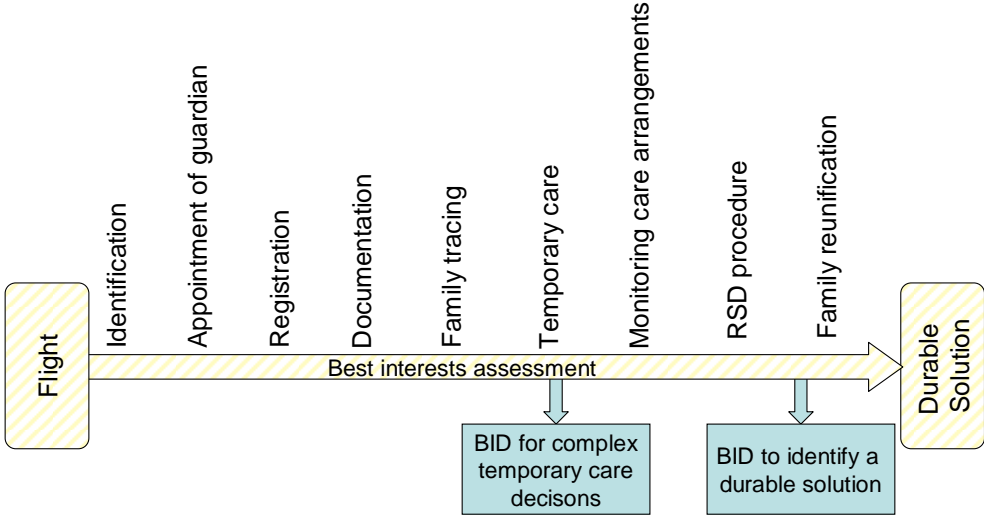 Flight
Identification
Appointment of guardian
Registration
Documentation
Family tracing
Temporary care
Monitoring care arrangements
RSD procedure
Family reunification
Best interests assessment
Durable
Solution
BID for complex
temporary care
decisons
BID to identify a
durable solution